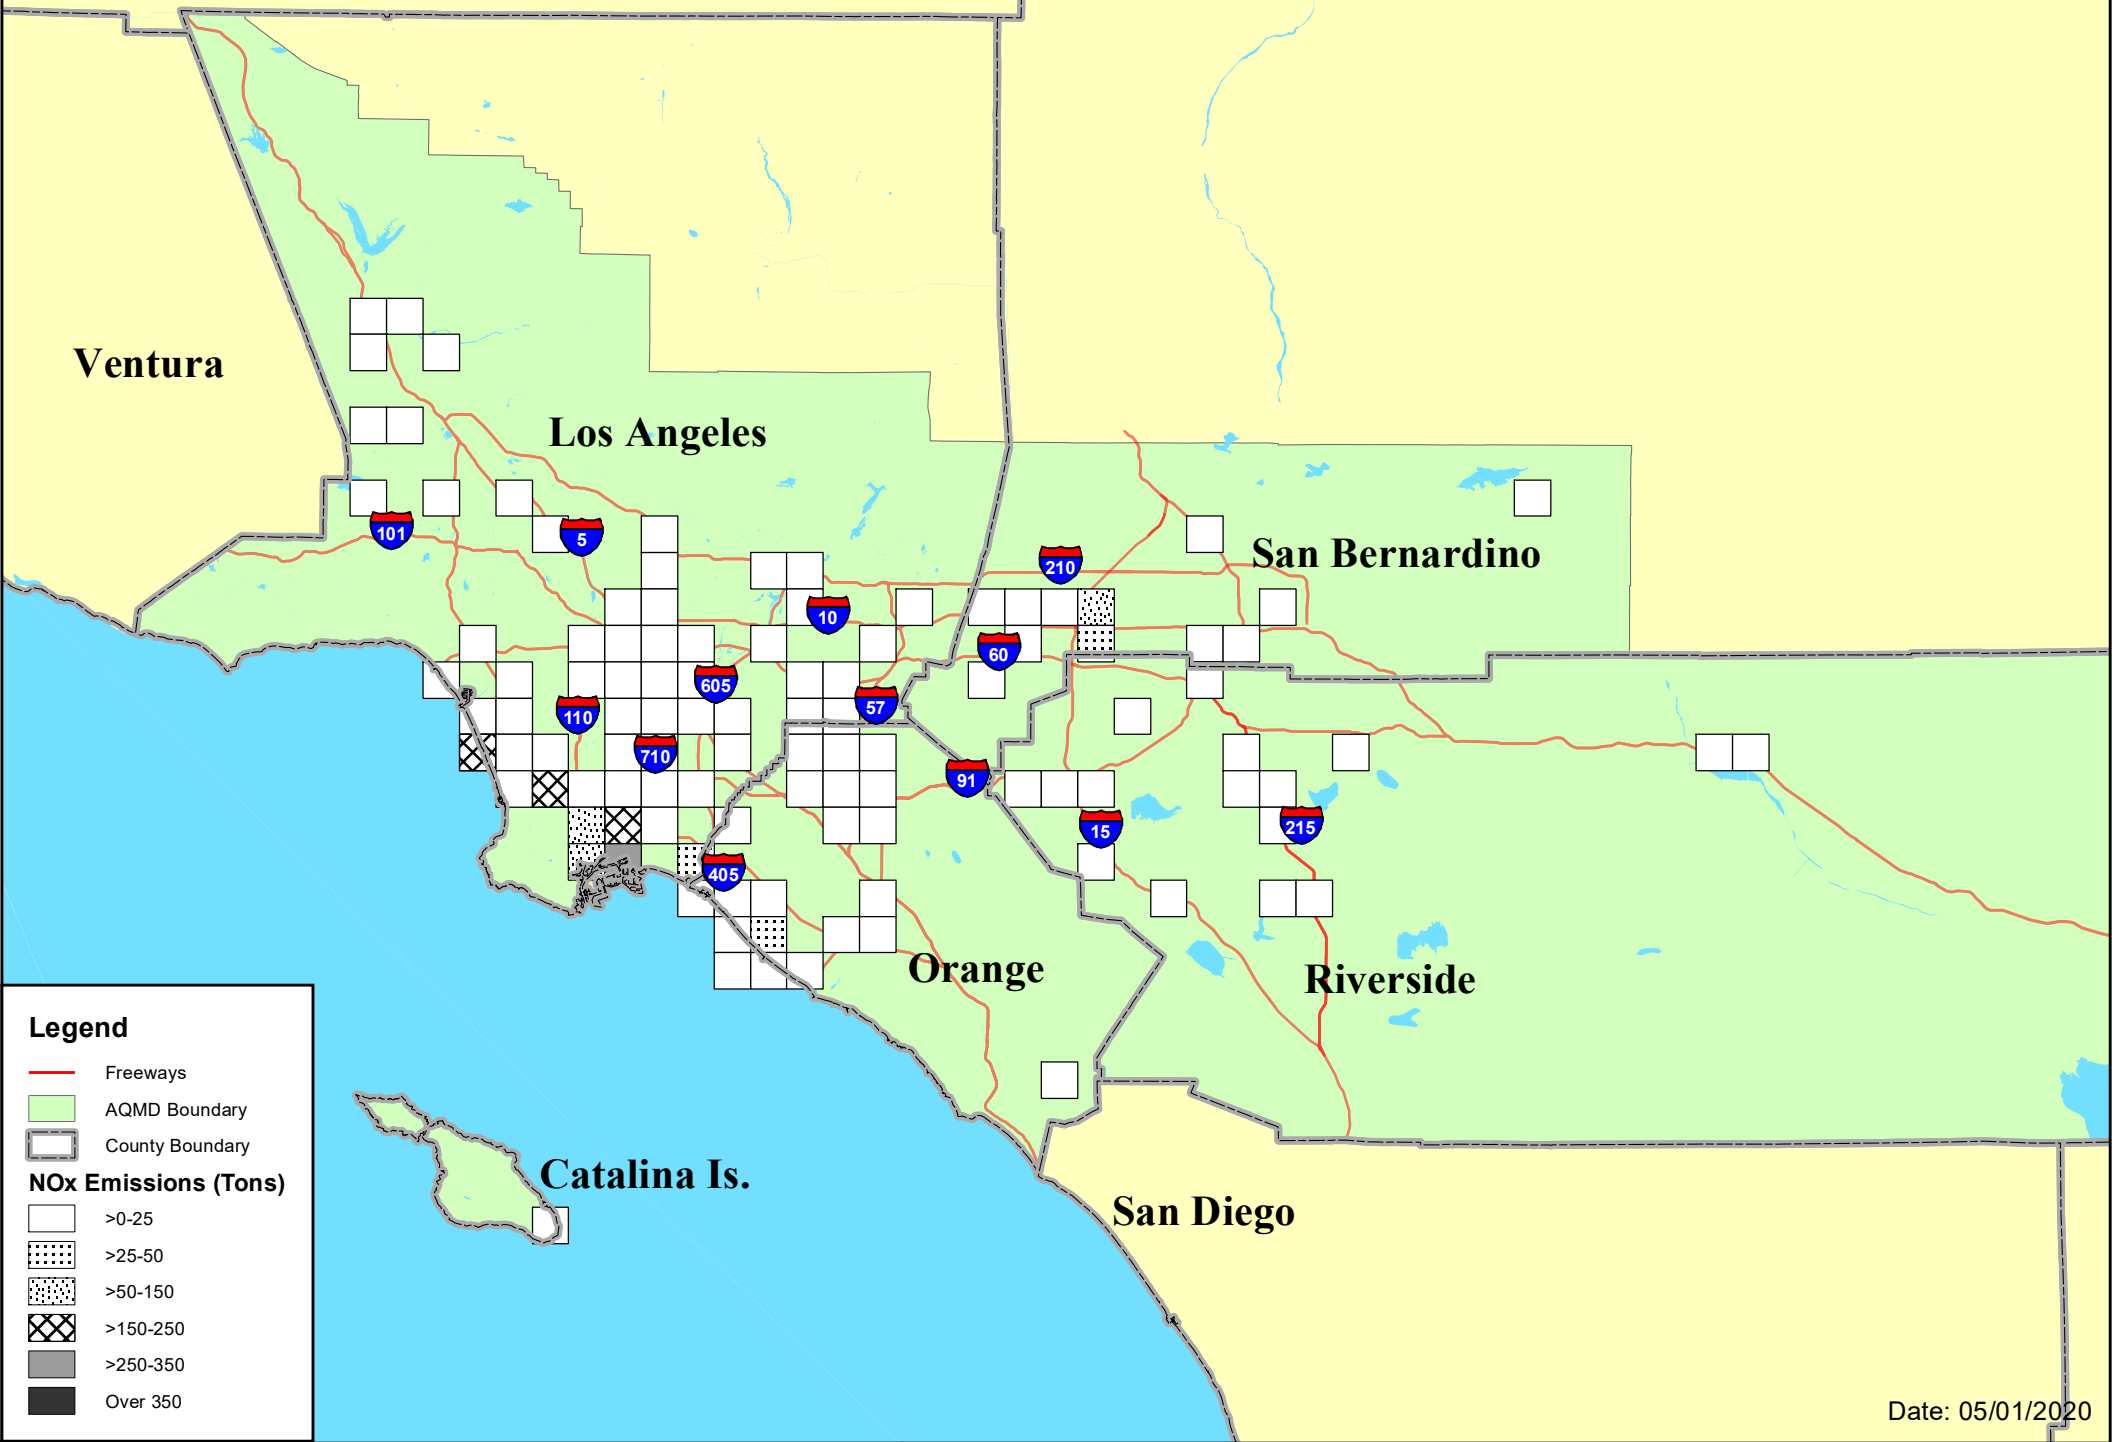 Ventura
Los Angeles
101
5
210
San Bernardino
10
60
605
57
110
710
91
15
215
405
Orange
Riverside
Catalina Is.
San Diego
Legend
Freeways
AQMD Boundary
County Boundary
NOx Emissions (Tons)
>0-25
>25-50
>50-150
>150-250
>250-350
Over 350
Date: 05/01/2020